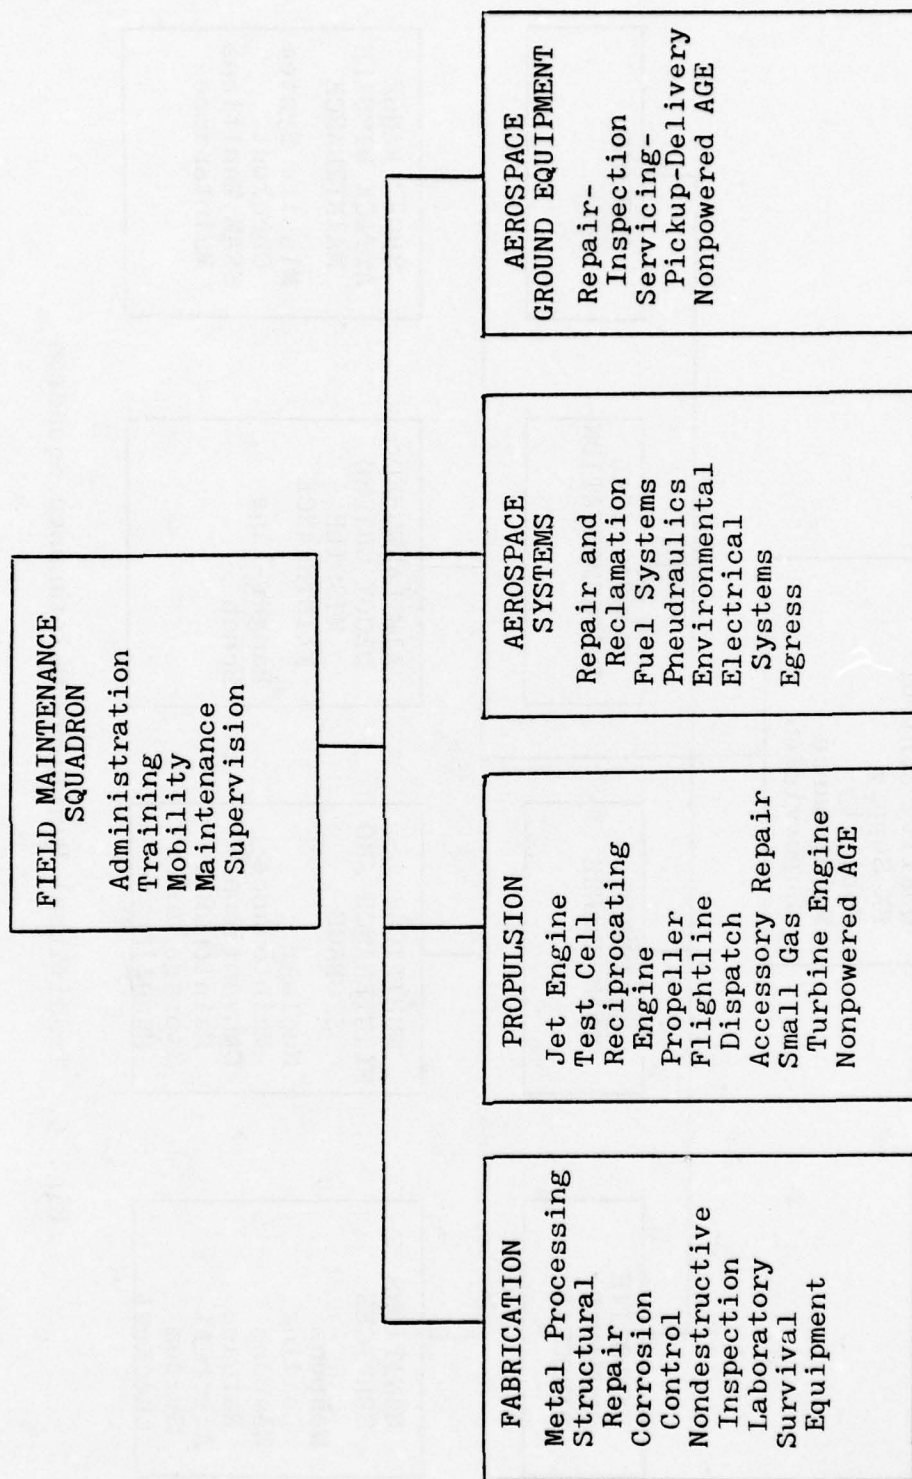 FIELD MAINTENANCE
SQUADRON
Administration
Training
Mobility
Maintenance
Supervision
FABRICATION
Metal Processing
Structural
Repair
Corrosion
Control
Nondestructive
Inspection
Laboratory
Survival
Equipment
PROPULSION
Jet Engine
Test Cell
Reciprocating
Engine
Propeller
Flightline
Dispatch
Accessory Repair
Small Gas
Turbine Engine
Nonpowered AGE
AEROSPACE
SYSTEMS
Repair and
Reclamation
Fuel Systems
Pneudraulics
Environmental
Electrical
Systems
Egress
AEROSPACE
GROUND EQUIPMENT
Repair-
Inspection
Servicing-
Pickup-Delivery
Nonpowered AGE